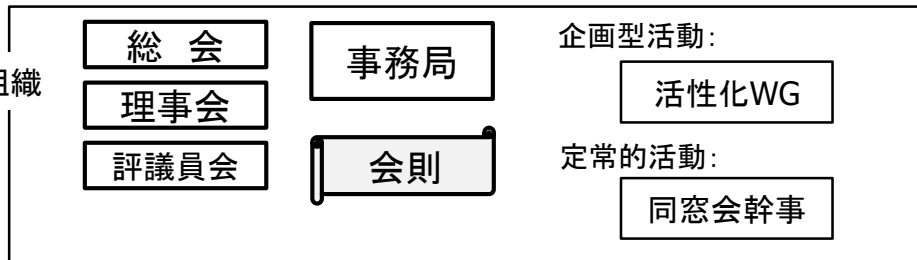 組織
総 会
理事会
評議員会
事務局
会則
企画型活動:
活性化WG
定常的活動:
同窓会幹事